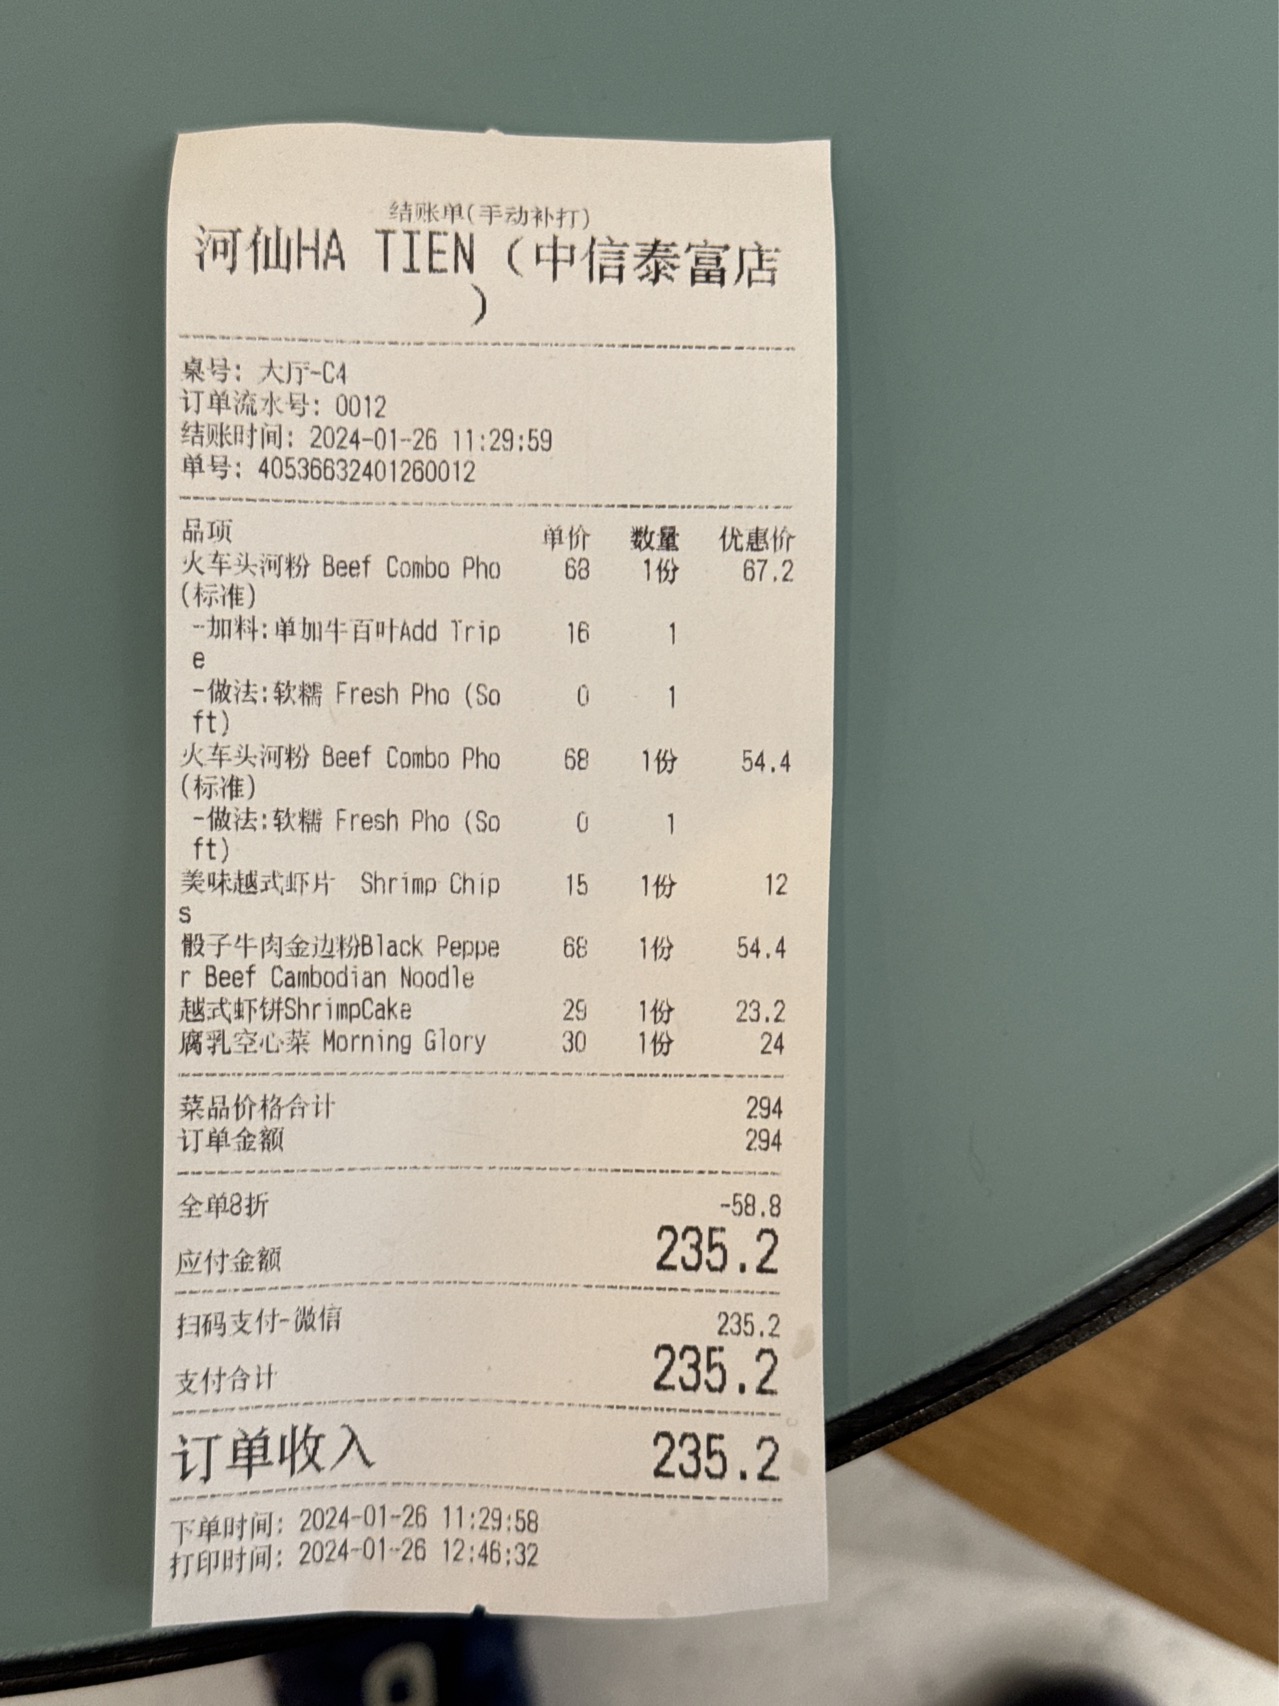 结账单(手动补打)
河仙HA TIEN（中信泰富店
）
桌号: 大厅-C4
订单流水号: 0012
结账时间: 2024-01-26 11:29:59
单号: 40536632401260012
品项 单价 数量 优惠价
火车头河粉 Beef Combo Pho 68 1份 67.2
(标准)
-加料:单加牛百叶Add Trip 16 1
e
-做法:软糯 Fresh Pho (So 0 1
ft)
火车头河粉 Beef Combo Pho 68 1份 54.4
(标准)
-做法:软糯 Fresh Pho (So 0 1
ft)
美味越式虾片 Shrimp Chip 15 1份 12
s
骰子牛肉金边粉Black Peppe 68 1份 54.4
r Beef Cambodian Noodle
越式虾饼ShrimpCake 29 1份 23.2
腐乳空心菜 Morning Glory 30 1份 24
菜品价格合计 294
订单金额 294
全单8折 -58.8
应付金额 235.2
扫码支付-微信 235.2
支付合计 235.2
订单收入 235.2
下单时间: 2024-01-26 11:29:58
打印时间: 2024-01-26 12:46:32